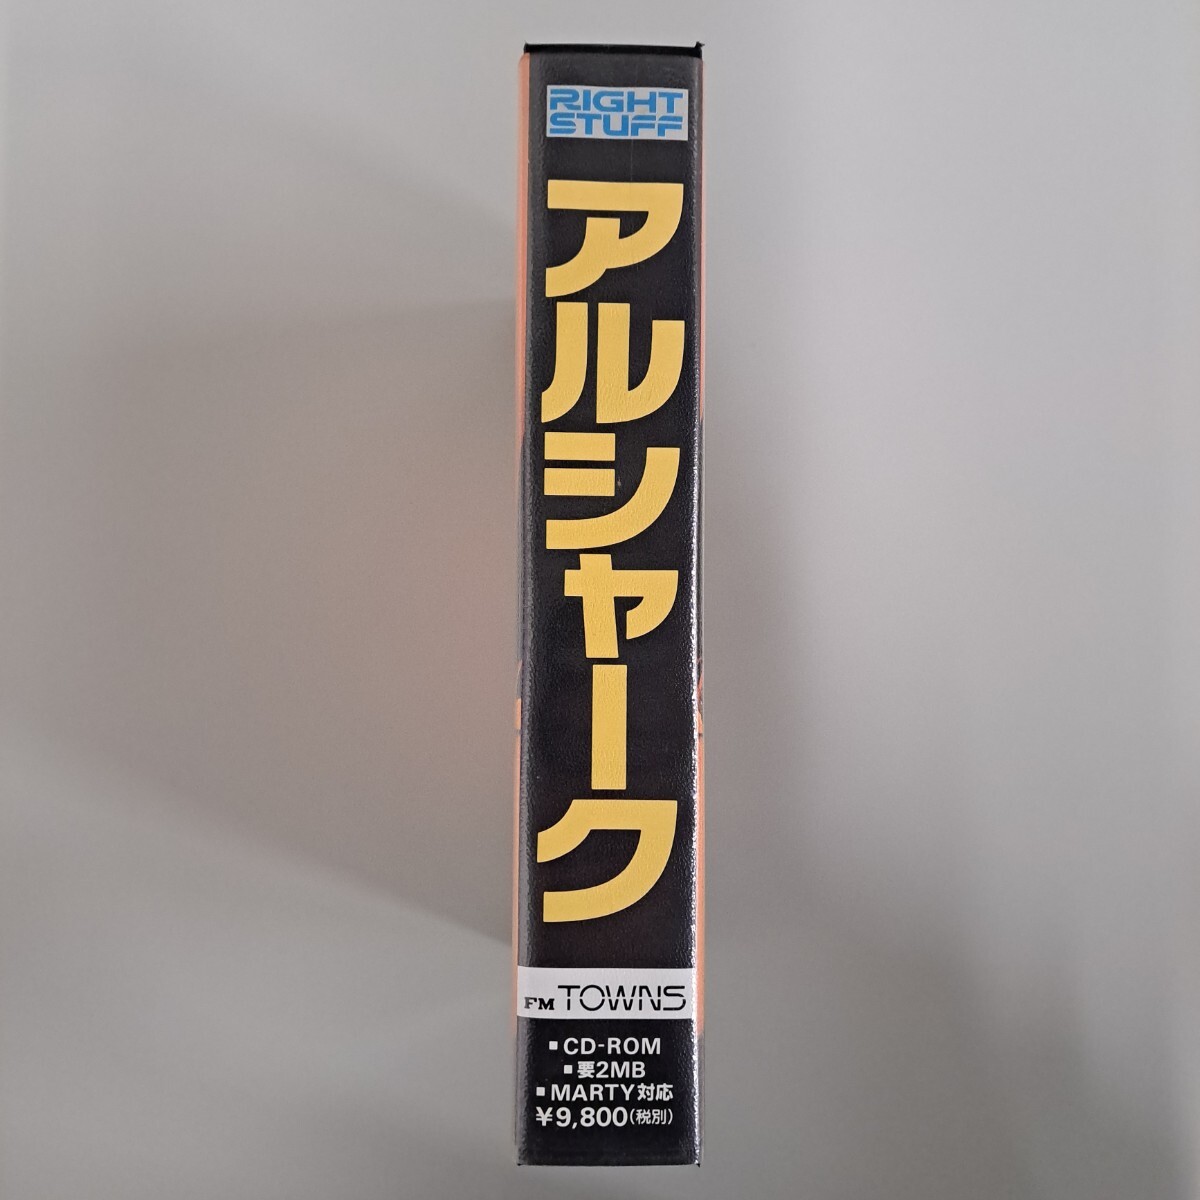 RIGHT
STUFF
アルシャーク
FM TOWNS
▪CD-ROM
▪要2MB
▪MARTY対応
¥9,800(税別)